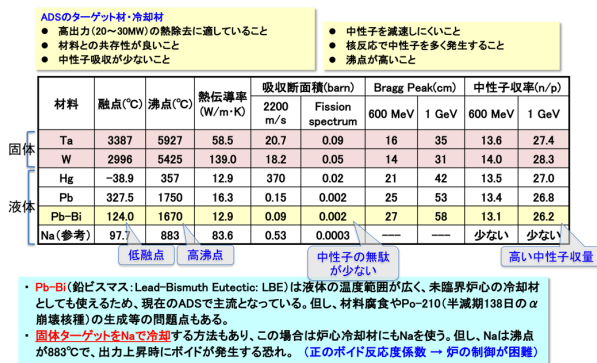 ADSのターゲット材・冷却材
● 高出力(20～30MW)の熱除去に適していること
● 材料との共存性が良いこと
● 中性子吸収が少ないこと
● 中性子を減速しにくいこと
● 核反応で中性子を多く発生すること
● 沸点が高いこと
材料 融点(℃) 沸点(℃) 熱伝導率(W/m・K) 吸収断面積(barn) Bragg Peak(cm) 中性子収率(n/p)
2200 m/s Fission spectrum 600 MeV 1 GeV 600 MeV 1 GeV
固体
Ta 3387 5927 58.5 20.7 0.09 16 35 13.6 27.4
W 2996 5425 139.0 18.2 0.05 14 31 14.0 28.3
液体
Hg -38.9 357 12.9 370 0.02 21 42 13.5 27.0
Pb 327.5 1750 16.3 0.15 0.002 25 53 13.4 26.8
Pb-Bi 124.0 1670 12.9 0.09 0.002 27 58 13.1 26.2
Na(参考) 97.7 883 83.6 0.53 0.0003 --- --- 少ない 少ない
低融点 高沸点 中性子の無駄が少ない 高い中性子収量
・Pb-Bi(鉛ビスマス:Lead-Bismuth Eutectic: LBE)は液体の温度範囲が広く、未臨界炉心の冷却材
としても使えるため、現在のADSで主流となっている。但し、材料腐食やPo-210(半減期138日のα
崩壊核種)の生成等の問題点もある。
・固体ターゲットをNaで冷却する方法もあり、この場合は炉心冷却材にもNaを使う。但し、Naは沸点
が883℃で、出力上昇時にボイドが発生する恐れ。 (正のボイド反応度係数 → 炉の制御が困難)